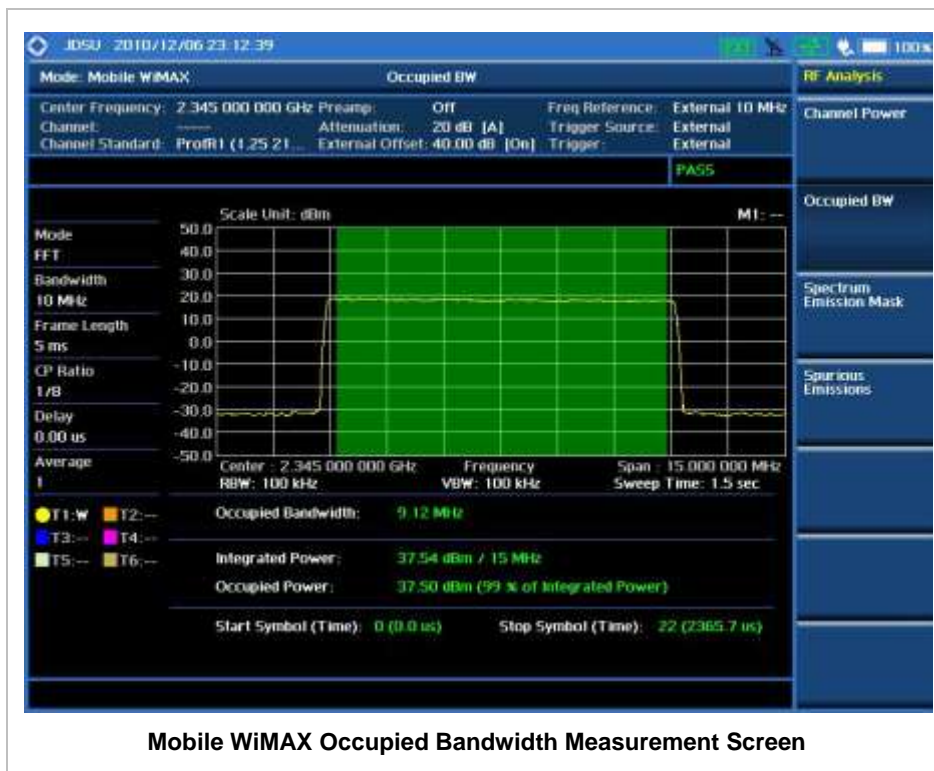 JDSU 2010/12/06 23:12:39
100%
Mode: Mobile WiMAX Occupied BW
RF Analysis
Center Frequency: 2.345 000 000 GHz Preamp: Off Freq Reference: External 10 MHz
Channel: ----- Attenuation: 20 dB [A] Trigger Source: External
Channel Standard: ProfR1 (1.25 21... External Offset: 40.00 dB [On] Trigger: External
PASS
Channel Power
Occupied BW
Spectrum
Emission Mask
Spurious
Emissions
Scale Unit: dBm M1: --
Mode
FFT
Bandwidth
10 MHz
Frame Length
5 ms
CP Ratio
1/8
Delay
0.00 us
Average
1
50.0
40.0
30.0
20.0
10.0
0.0
-10.0
-20.0
-30.0
-40.0
-50.0
Center : 2.345 000 000 GHz Frequency Span : 15.000 000 MHz
RBW: 100 kHz VBW: 100 kHz Sweep Time: 1.5 sec
T1:W T2:--
T3:-- T4:--
T5:-- T6:--
Occupied Bandwidth: 9.12 MHz
Integrated Power: 37.54 dBm / 15 MHz
Occupied Power: 37.50 dBm (99 % of Integrated Power)
Start Symbol (Time): 0 (0.0 us) Stop Symbol (Time): 22 (2365.7 us)
Mobile WiMAX Occupied Bandwidth Measurement Screen